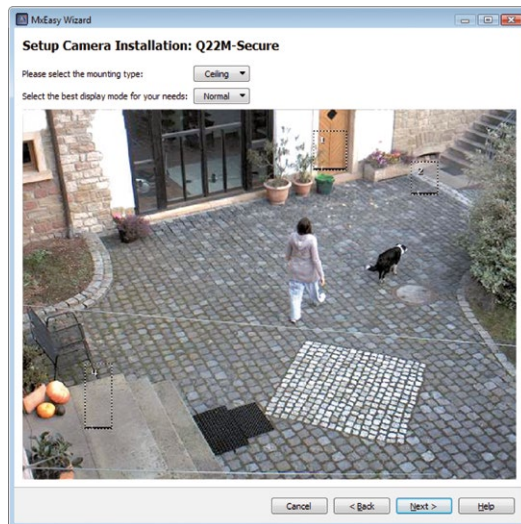 MxEasy Wizard
Setup Camera Installation: Q22M-Secure
Please select the mounting type: Ceiling
Select the best display mode for your needs: Normal
2
Cancel < Back Next > Help